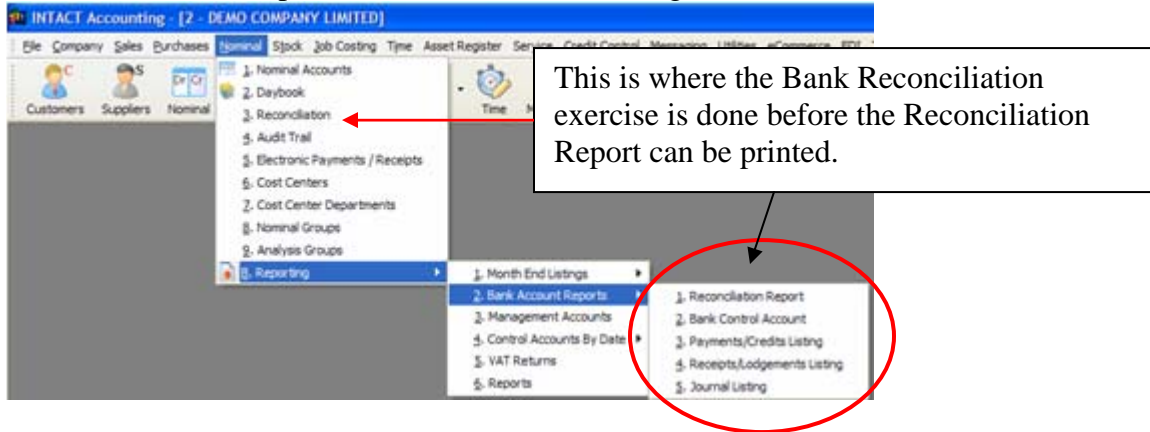 INTACT Accounting - [2 - DEMO COMPANY LIMITED]
File Company Sales Purchases Nominal Stock Job Costing Time Asset Register Service Credit Control Messaging Utilities eCommerce EDI
Customers Suppliers Nominal Time
1. Nominal Accounts
2. Daybook
3. Reconciliation
4. Audit Trail
5. Electronic Payments / Receipts
6. Cost Centers
7. Cost Center Departments
8. Nominal Groups
9. Analysis Groups
Reporting
This is where the Bank Reconciliation
exercise is done before the Reconciliation
Report can be printed.
1. Month End Listings
2. Bank Account Reports
3. Management Accounts
4. Control Accounts By Date
5. VAT Returns
6. Reports
1. Reconciliation Report
2. Bank Control Account
3. Payments/Credits Listing
4. Receipts/Lodgements Listing
5. Journal Listing